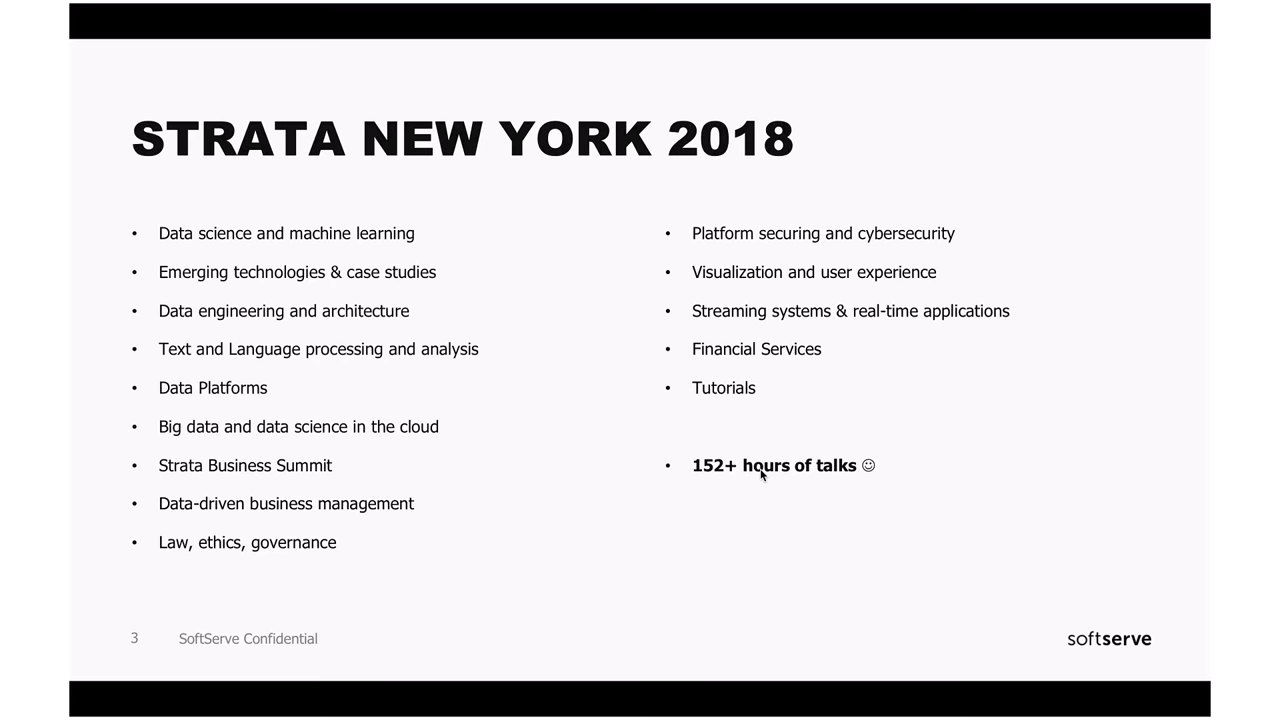 STRATA NEW YORK 2018
• Data science and machine learning
• Emerging technologies & case studies
• Data engineering and architecture
• Text and Language processing and analysis
• Data Platforms
• Big data and data science in the cloud
• Strata Business Summit
• Data-driven business management
• Law, ethics, governance
• Platform securing and cybersecurity
• Visualization and user experience
• Streaming systems & real-time applications
• Financial Services
• Tutorials
• 152+ hours of talks ☺
3 SoftServe Confidential
softserve